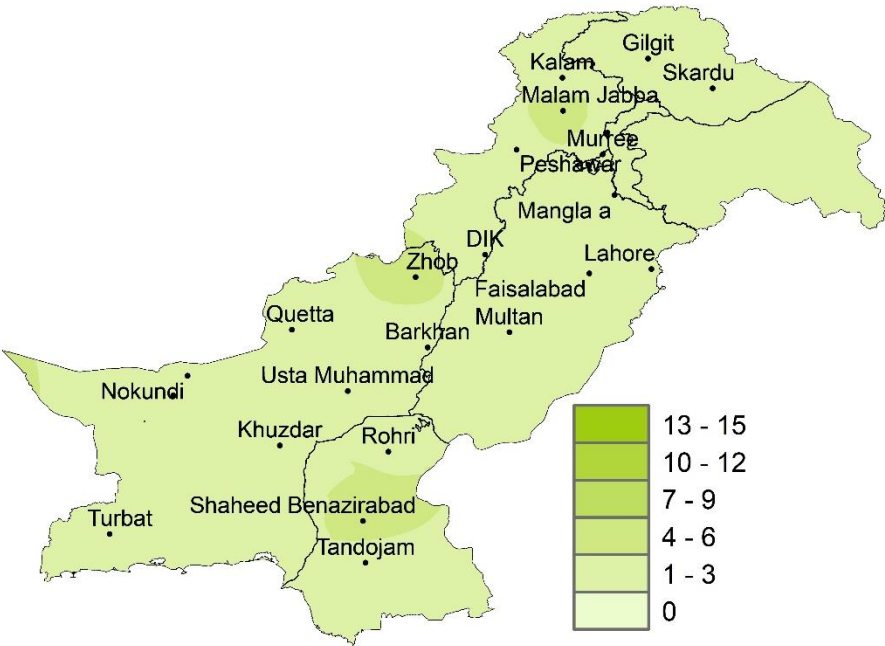 Gilgit
Kalam
Skardu
Malam Jabba
Murree
Peshawar
Mangla a
DIK
Lahore
Zhob
Faisalabad
Quetta
Multan
Barkhan
Usta Muhammad
Nokundi
Khuzdar
Rohri
Shaheed Benazirabad
Turbat
Tandojam
13 - 15
10 - 12
7 - 9
4 - 6
1 - 3
0